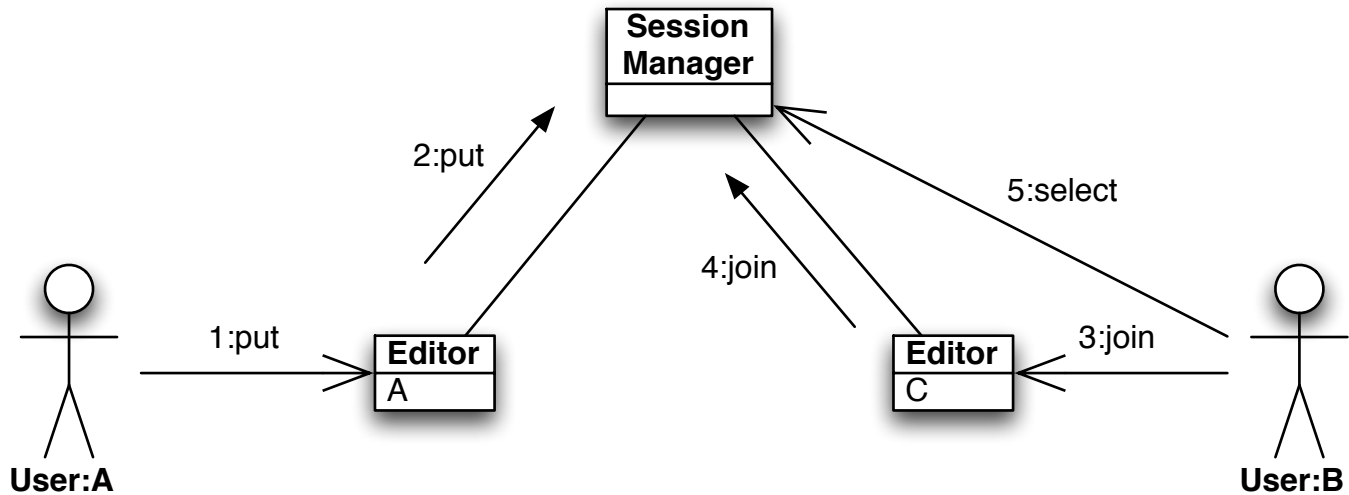 Session
Manager
2:put
5:select
4:join
1:put
Editor
A
Editor
C
3:join
User:A
User:B